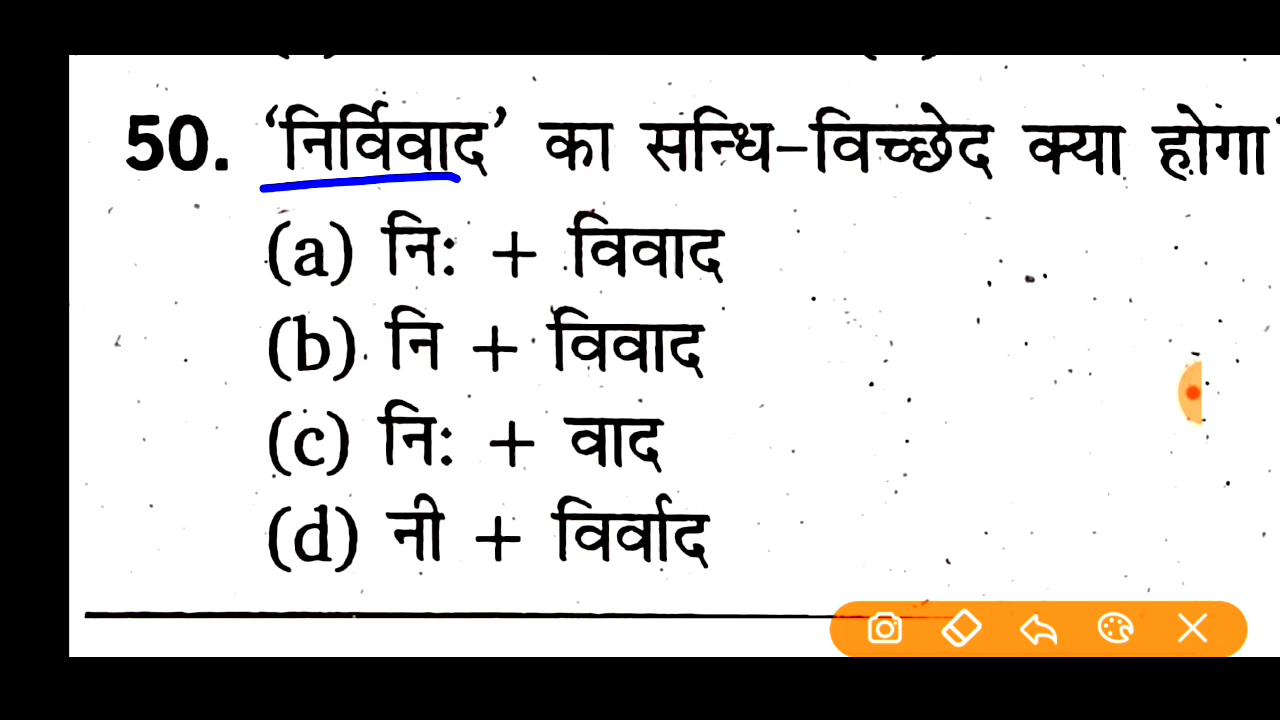 50. 'निर्विवाद' का सन्धि-विच्छेद क्या होगा
(a) निः + विवाद
(b) नि + विवाद
(c) निः + वाद
(d) नी + विर्वाद